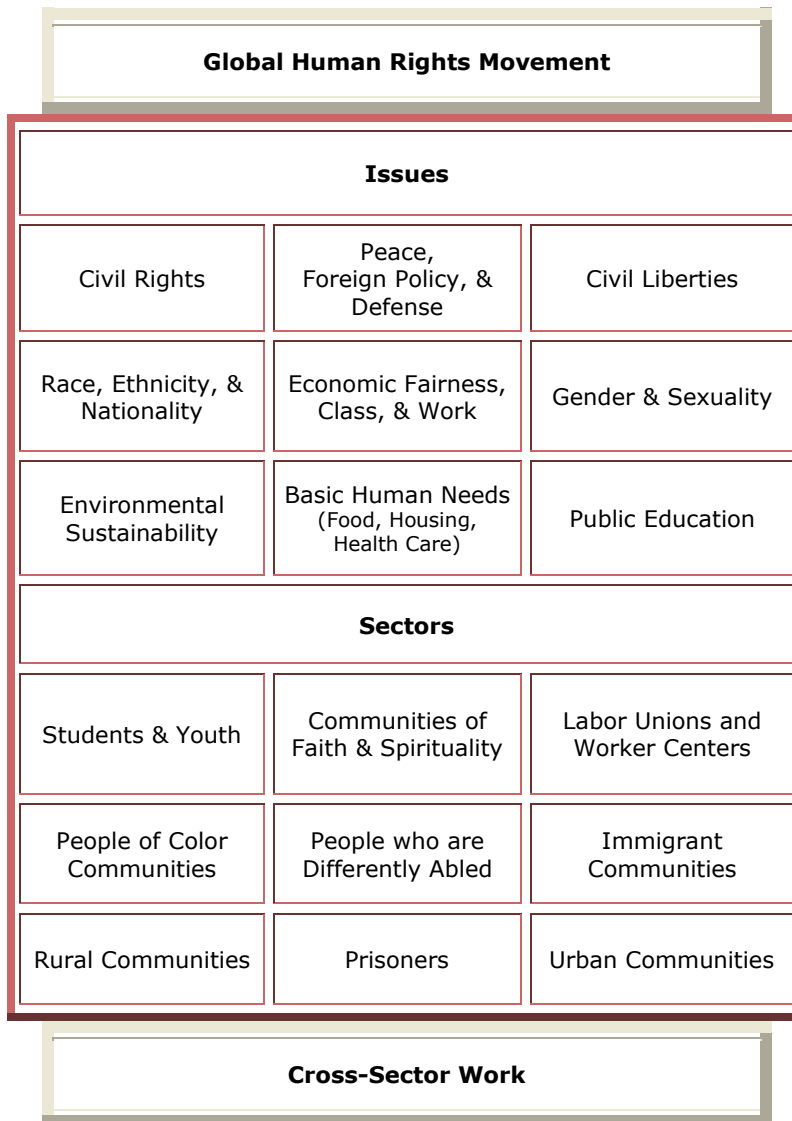 Global Human Rights Movement
Issues
Civil Rights
Peace,
Foreign Policy, &
Defense
Civil Liberties
Race, Ethnicity, &
Nationality
Economic Fairness,
Class, & Work
Gender & Sexuality
Environmental
Sustainability
Basic Human Needs
(Food, Housing,
Health Care)
Public Education
Sectors
Students & Youth
Communities of
Faith & Spirituality
Labor Unions and
Worker Centers
People of Color
Communities
People who are
Differently Abled
Immigrant
Communities
Rural Communities
Prisoners
Urban Communities
Cross-Sector Work